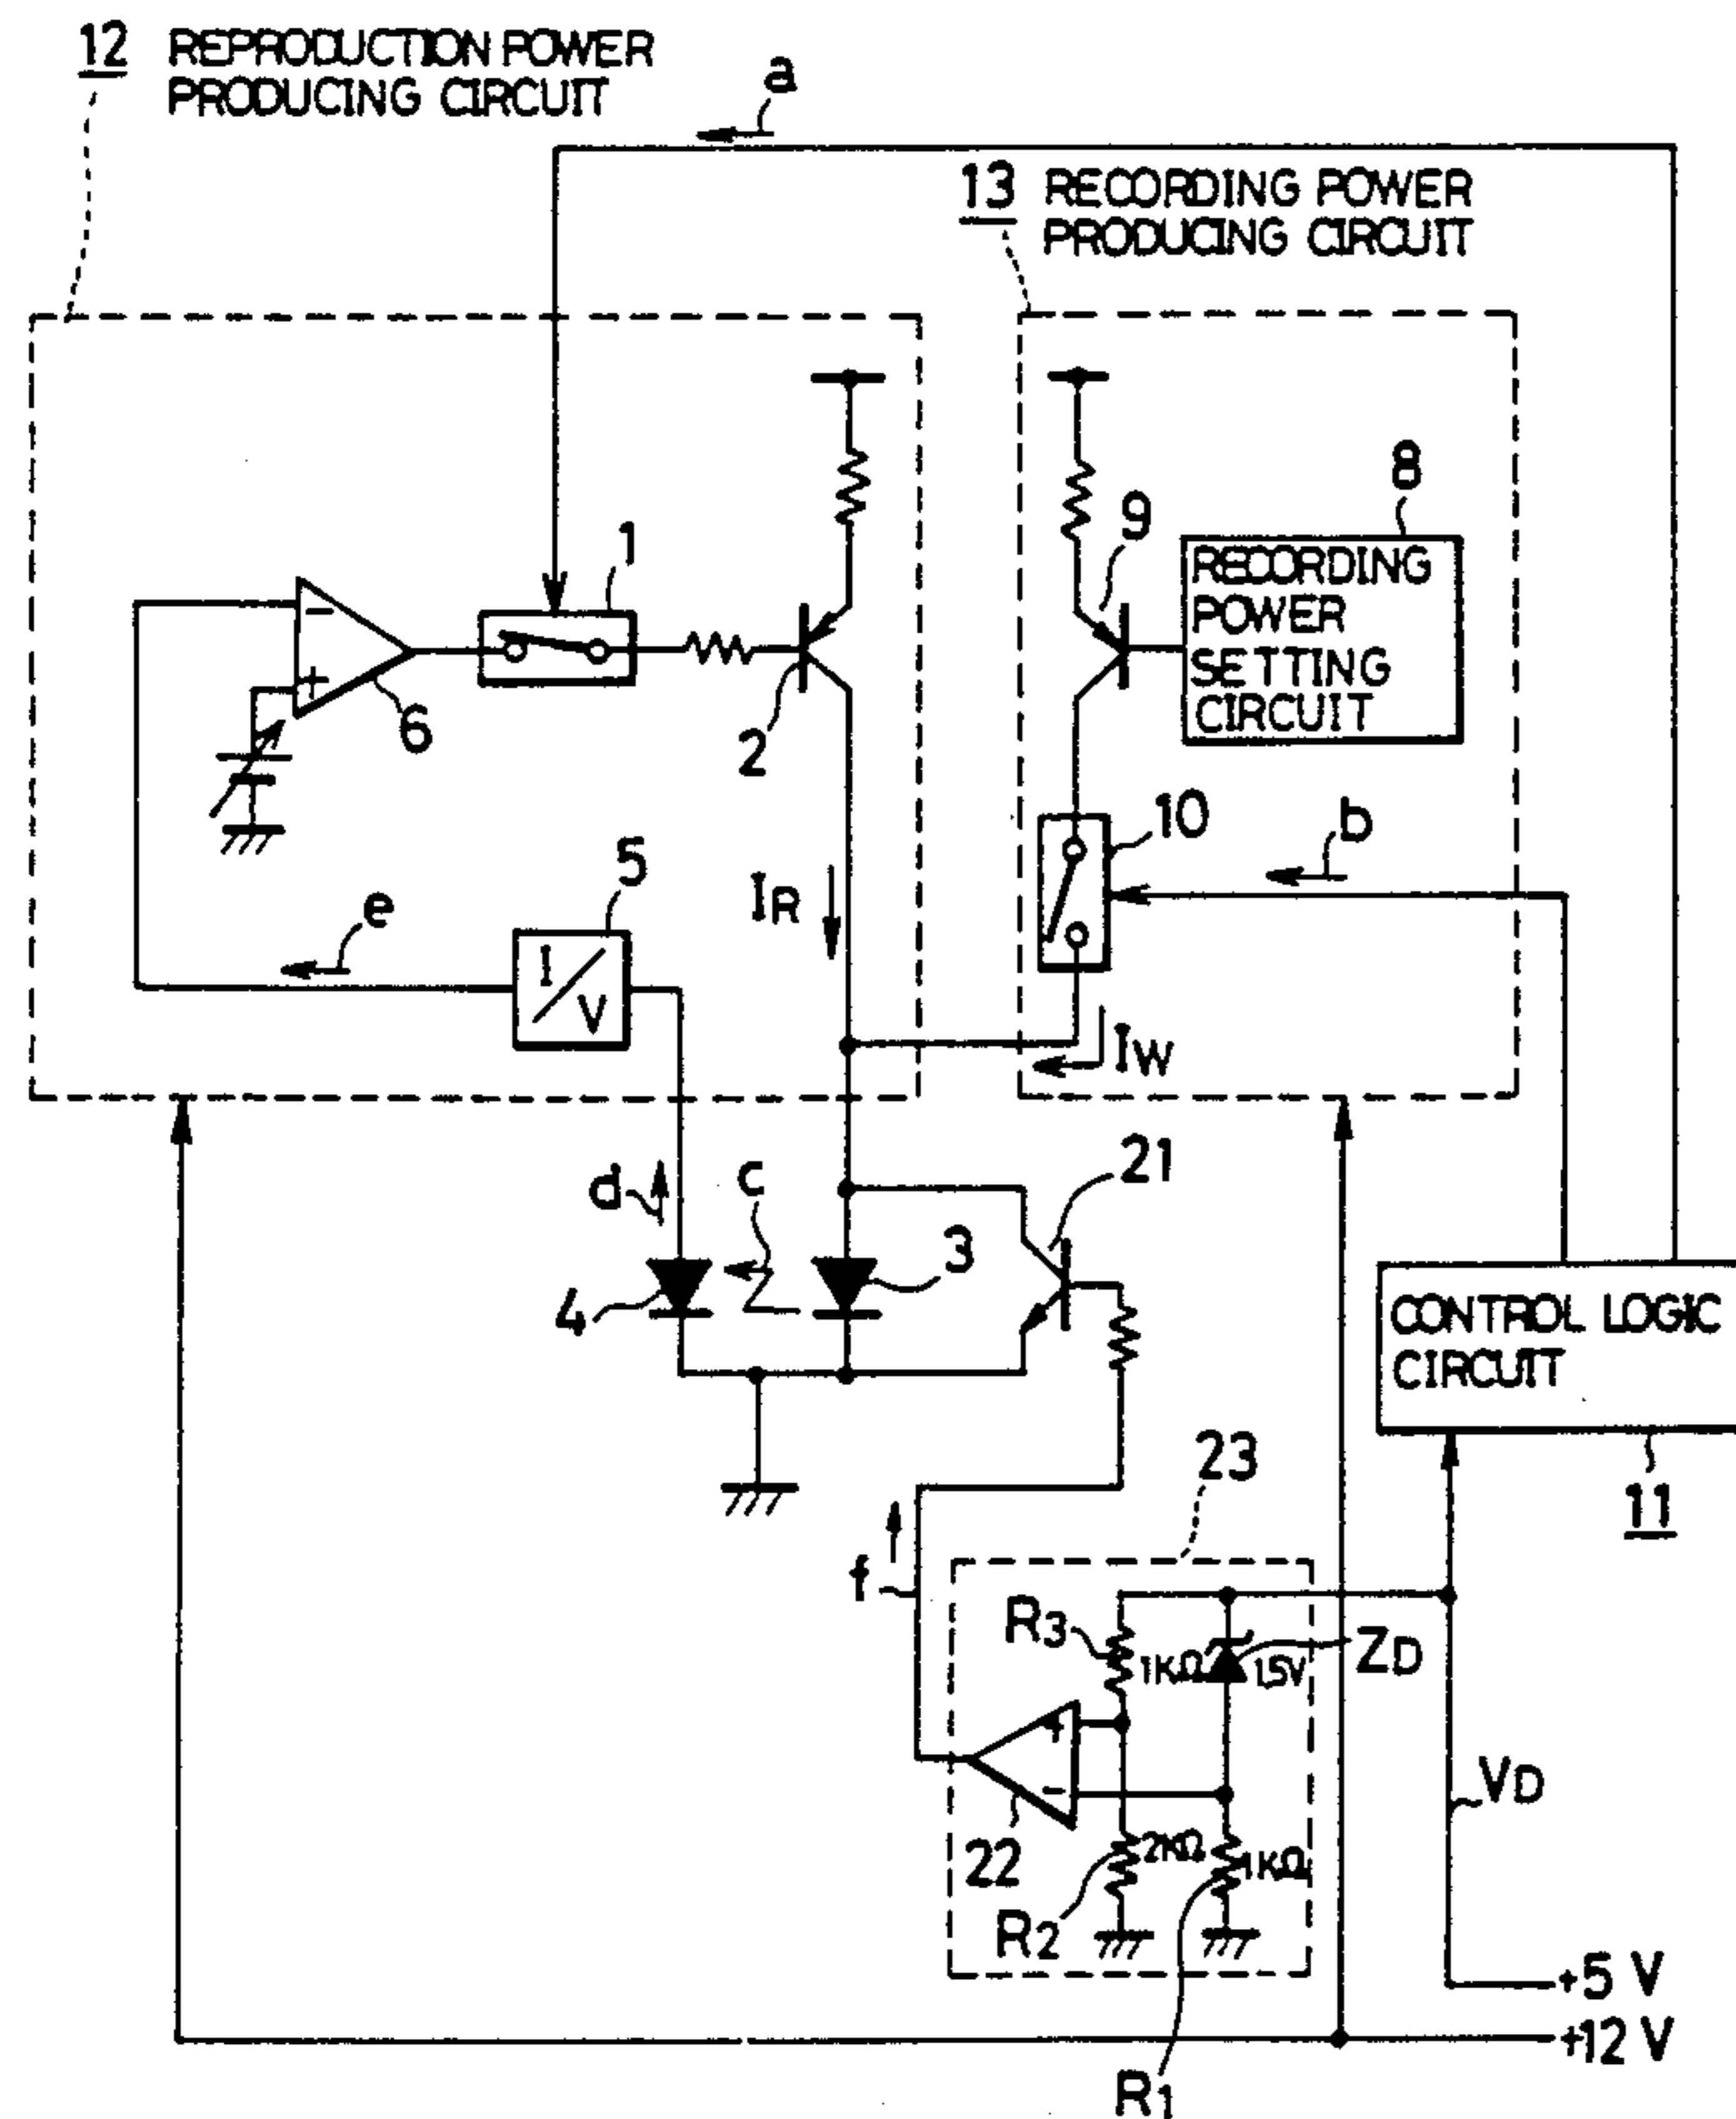 12 REPRODUCTION POWER
PRODUCING CIRCUIT
a
13 RECORDING POWER
PRODUCING CIRCUIT
8
9
1
RECORDING
POWER
SETTING
CIRCUIT
-
+
6
2
10
b
5
IR
e
I/V
IW
21
d
c
3
4
CONTROL LOGIC
CIRCUIT
23
11
f
R3
1KΩ
1.5V
ZD
+
-
VD
22
2KΩ
1KΩ
R2
+5 V
+12 V
R1